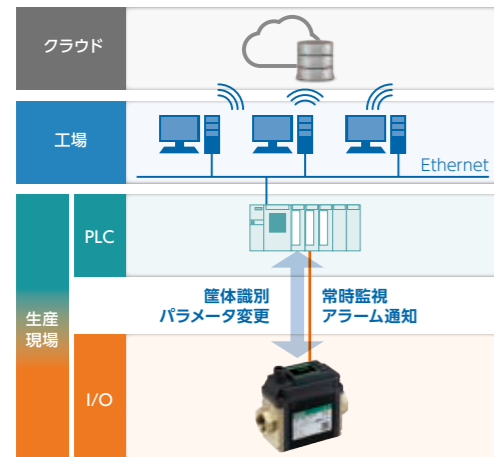 クラウド
工場
Ethernet
生産
現場
PLC
筐体識別
パラメータ変更
常時監視
アラーム通知
I/O